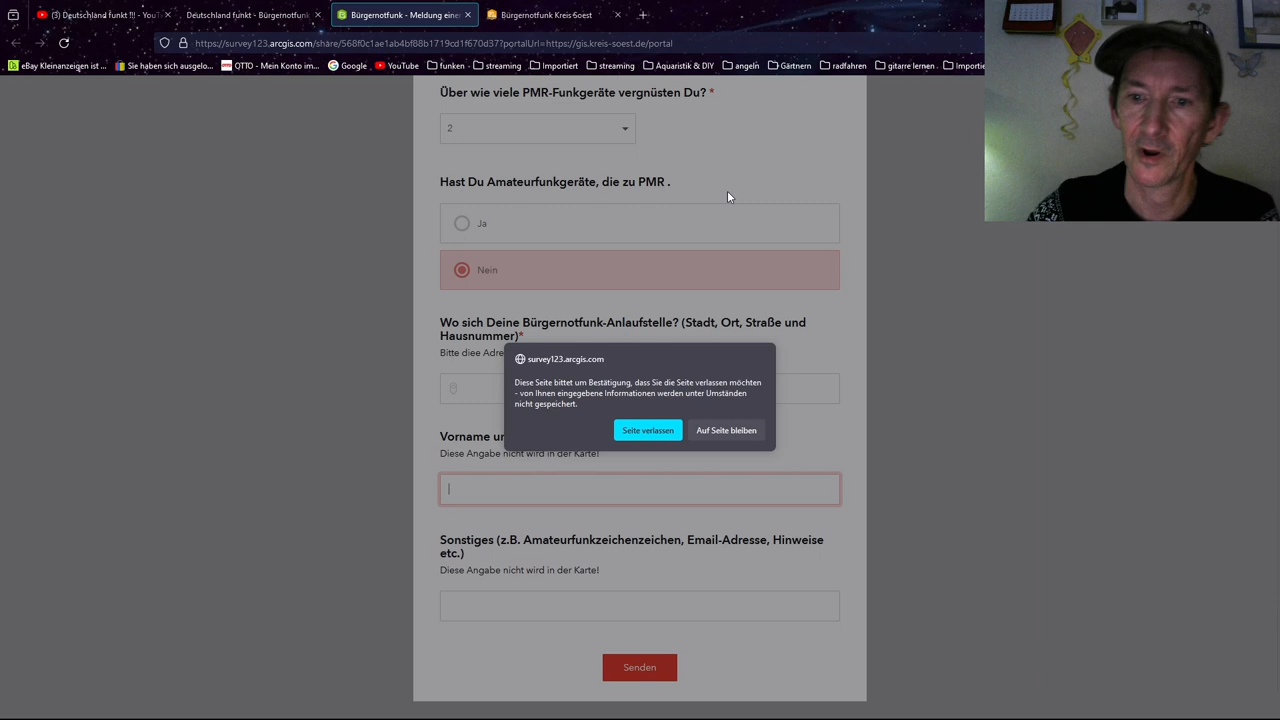 (3) Deutschland funkt !!! - YouT
Deutschland funkt - Bürgernotfunk
Bürgernotfunk - Meldung eine
Bürgernotfunk Kreis Soest
https://survey123.arcgis.com/share/568f0c1ae1ab4bf88b1719cd1f670d37?portalUrl=https://gis.kreis-soest.de/portal
eBay Kleinanzeigen ist ...
Sie haben sich ausgelo...
QTTO - Mein Konto im...
Google
YouTube
funken
streaming
Importiert
streaming
Aquaristik & DIY
angeln
Gärtnern
radfahren
gitarre lernen
Importie
Über wie viele PMR-Funkgeräte vergnüsten Du? *
2
Hast Du Amateurfunkgeräte, die zu PMR .
Ja
Nein
Wo sich Deine Bürgernotfunk-Anlaufstelle? (Stadt, Ort, Straße und
Hausnummer)*
Bitte diee Adre
survey123.arcgis.com
Diese Seite bittet um Bestätigung, dass Sie die Seite verlassen möchten
- von Ihnen eingegebene Informationen werden unter Umständen
nicht gespeichert.
Seite verlassen
Auf Seite bleiben
Vorname un
Diese Angabe nicht wird in der Karte!
Sonstiges (z.B. Amateurfunkzeichenzeichen, Email-Adresse, Hinweise
etc.)
Diese Angabe nicht wird in der Karte!
Senden